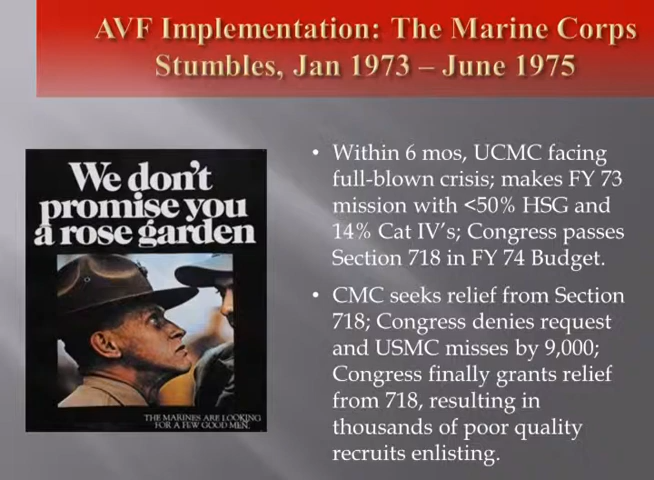 AVF Implementation: The Marine Corps
Stumbles, Jan 1973 – June 1975
We don't
promise you
a rose garden
THE MARINES ARE LOOKING
FOR A FEW GOOD MEN.
• Within 6 mos, UCMC facing
full-blown crisis; makes FY 73
mission with <50% HSG and
14% Cat IV's; Congress passes
Section 718 in FY 74 Budget.
• CMC seeks relief from Section
718; Congress denies request
and USMC misses by 9,000;
Congress finally grants relief
from 718, resulting in
thousands of poor quality
recruits enlisting.